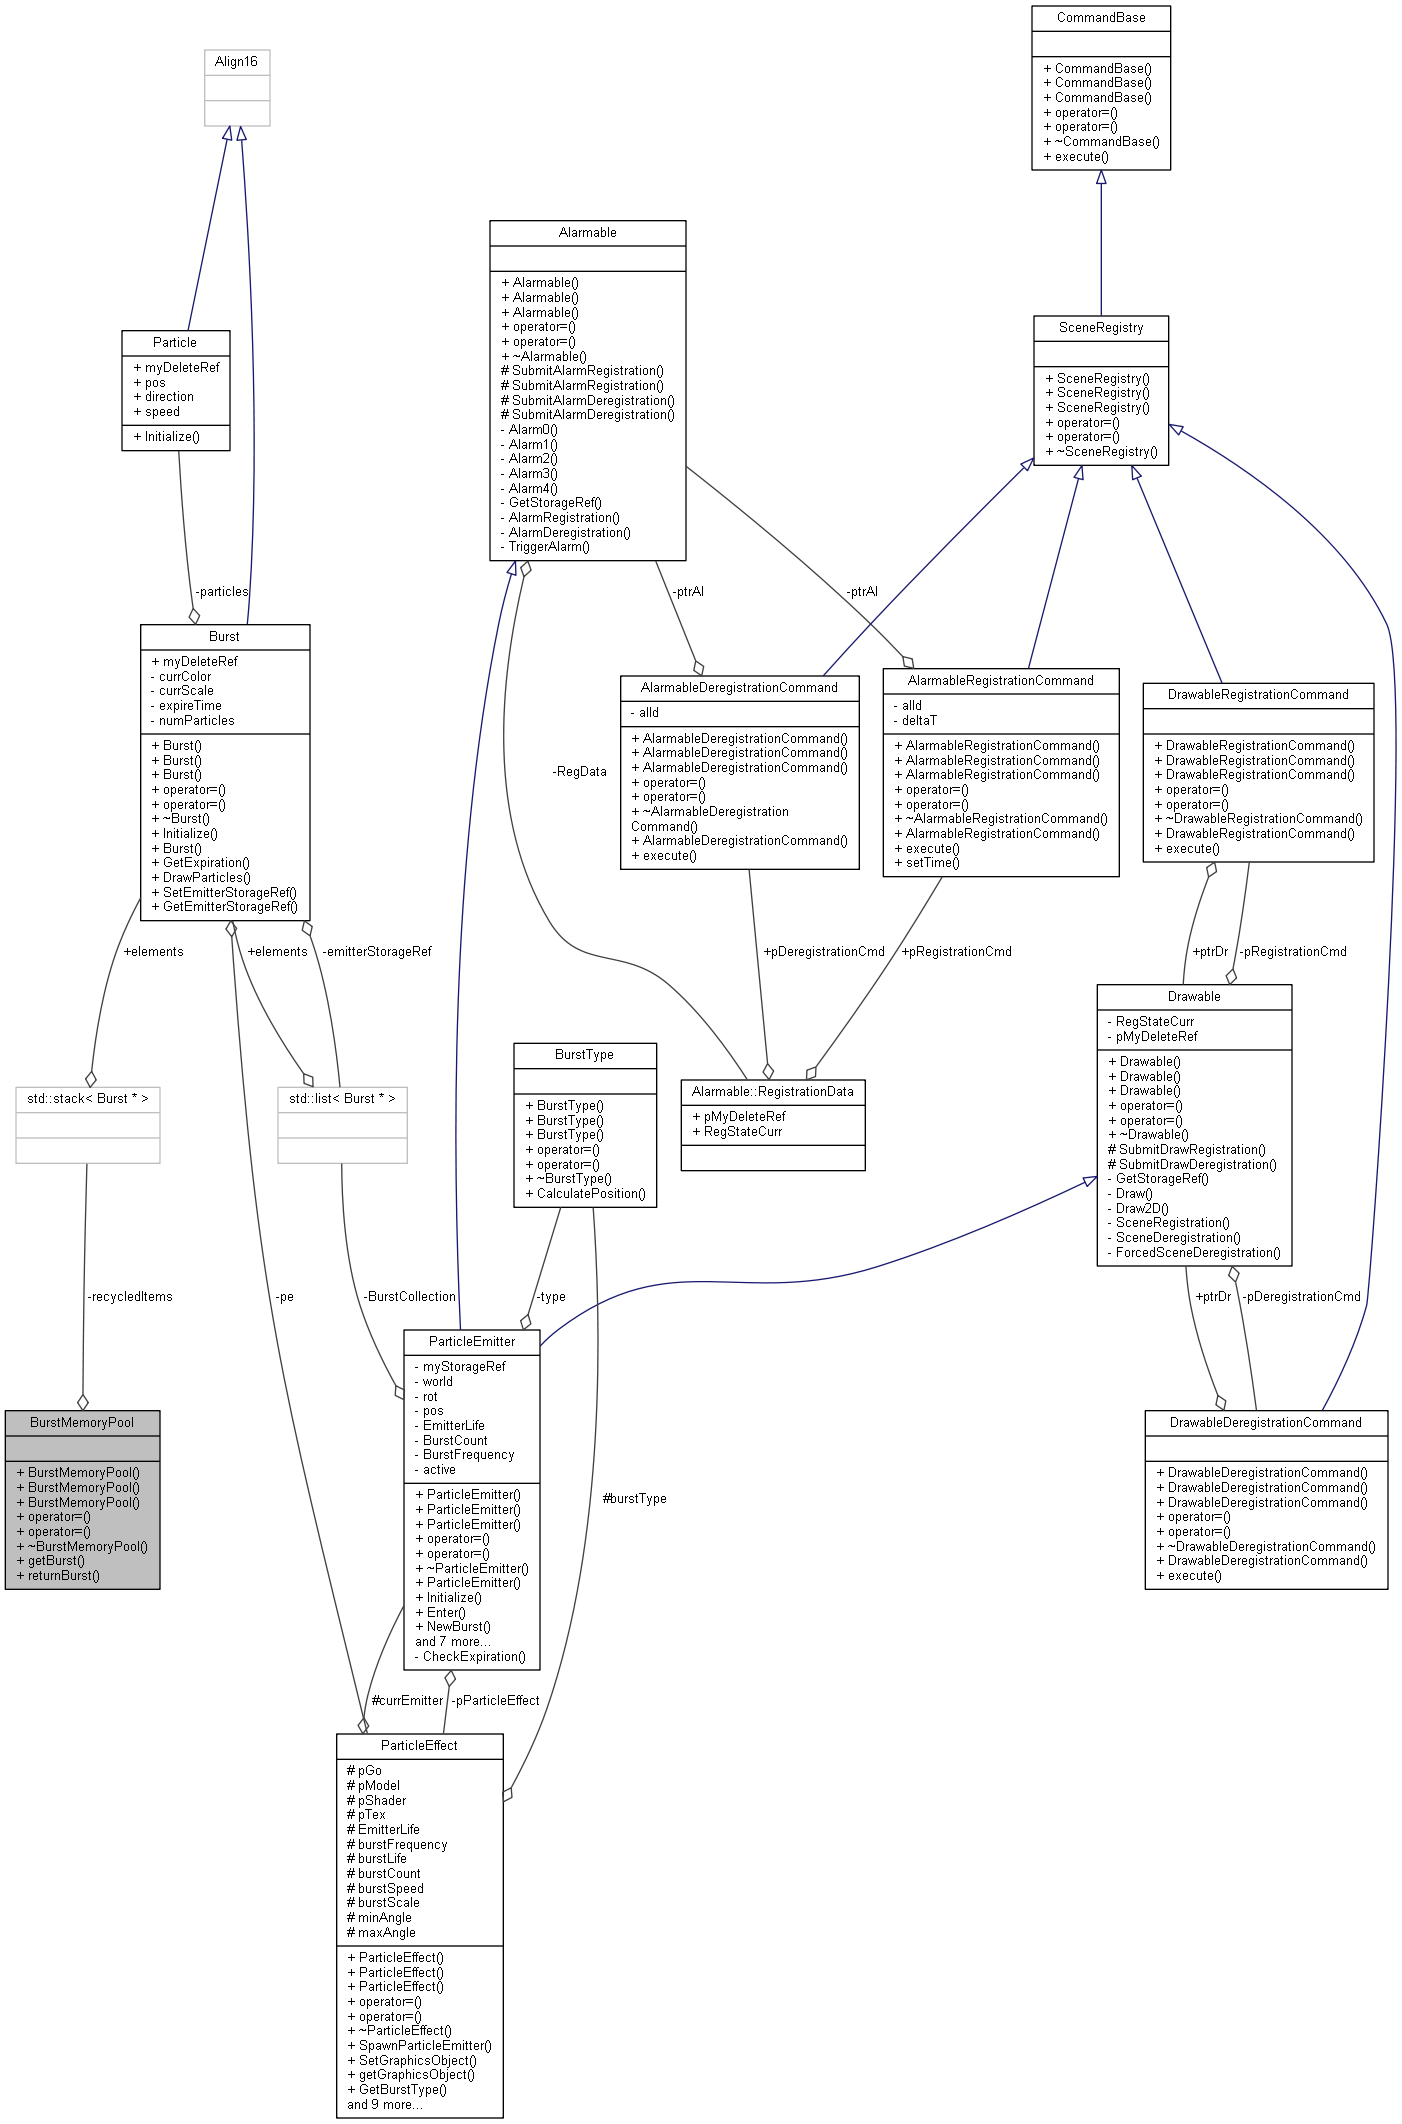 CommandBase
+ CommandBase()
+ CommandBase()
+ CommandBase()
+ operator=()
+ operator=()
+ ~CommandBase()
+ execute()
Align16
Alarmable
+ Alarmable()
+ Alarmable()
+ Alarmable()
+ operator=()
+ operator=()
+ ~Alarmable()
# SubmitAlarmRegistration()
# SubmitAlarmRegistration()
# SubmitAlarmDeregistration()
# SubmitAlarmDeregistration()
- Alarm0()
- Alarm1()
- Alarm2()
- Alarm3()
- Alarm4()
- GetStorageRef()
- AlarmRegistration()
- AlarmDeregistration()
- TriggerAlarm()
SceneRegistry
+ SceneRegistry()
+ SceneRegistry()
+ SceneRegistry()
+ operator=()
+ operator=()
+ ~SceneRegistry()
Particle
+ myDeleteRef
+ pos
+ direction
+ speed
+ Initialize()
-particles
-ptrAl
-ptrAl
Burst
+ myDeleteRef
- currColor
- currScale
- expireTime
- numParticles
+ Burst()
+ Burst()
+ Burst()
+ operator=()
+ operator=()
+ ~Burst()
+ Initialize()
+ Burst()
+ GetExpiration()
+ DrawParticles()
+ SetEmitterStorageRef()
+ GetEmitterStorageRef()
-RegData
AlarmableDeregistrationCommand
- alId
+ AlarmableDeregistrationCommand()
+ AlarmableDeregistrationCommand()
+ AlarmableDeregistrationCommand()
+ operator=()
+ operator=()
+ ~AlarmableDeregistration
Command()
+ AlarmableDeregistrationCommand()
+ execute()
AlarmableRegistrationCommand
- alId
- deltaT
+ AlarmableRegistrationCommand()
+ AlarmableRegistrationCommand()
+ AlarmableRegistrationCommand()
+ operator=()
+ operator=()
+ ~AlarmableRegistrationCommand()
+ AlarmableRegistrationCommand()
+ execute()
+ setTime()
DrawableRegistrationCommand
+ DrawableRegistrationCommand()
+ DrawableRegistrationCommand()
+ DrawableRegistrationCommand()
+ operator=()
+ operator=()
+ ~DrawableRegistrationCommand()
+ DrawableRegistrationCommand()
+ execute()
+elements
+elements
-emitterStorageRef
+pDeregistrationCmd
+pRegistrationCmd
+ptrDr
-pRegistrationCmd
std::stack< Burst * >
std::list< Burst * >
BurstType
+ BurstType()
+ BurstType()
+ BurstType()
+ operator=()
+ operator=()
+ ~BurstType()
+ CalculatePosition()
Alarmable::RegistrationData
+ pMyDeleteRef
+ RegStateCurr
Drawable
- RegStateCurr
- pMyDeleteRef
+ Drawable()
+ Drawable()
+ Drawable()
+ operator=()
+ operator=()
+ ~Drawable()
# SubmitDrawRegistration()
# SubmitDrawDeregistration()
- GetStorageRef()
- Draw()
- Draw2D()
- SceneRegistration()
- SceneDeregistration()
- ForcedSceneDeregistration()
-recycledItems
-pe
-BurstCollection
-type
+ptrDr
-pDeregistrationCmd
BurstMemoryPool
+ BurstMemoryPool()
+ BurstMemoryPool()
+ BurstMemoryPool()
+ operator=()
+ operator=()
+ ~BurstMemoryPool()
+ getBurst()
+ returnBurst()
ParticleEmitter
- myStorageRef
- world
- rot
- pos
- EmitterLife
- BurstCount
- BurstFrequency
- active
+ ParticleEmitter()
+ ParticleEmitter()
+ ParticleEmitter()
+ operator=()
+ operator=()
+ ~ParticleEmitter()
+ ParticleEmitter()
+ Initialize()
+ Enter()
+ NewBurst()
and 7 more...
- CheckExpiration()
#burstType
DrawableDeregistrationCommand
+ DrawableDeregistrationCommand()
+ DrawableDeregistrationCommand()
+ DrawableDeregistrationCommand()
+ operator=()
+ operator=()
+ ~DrawableDeregistrationCommand()
+ DrawableDeregistrationCommand()
+ execute()
#currEmitter
-pParticleEffect
ParticleEffect
# pGo
# pModel
# pShader
# pTex
# EmitterLife
# burstFrequency
# burstLife
# burstCount
# burstSpeed
# burstScale
# minAngle
# maxAngle
+ ParticleEffect()
+ ParticleEffect()
+ ParticleEffect()
+ operator=()
+ operator=()
+ ~ParticleEffect()
+ SpawnParticleEmitter()
+ SetGraphicsObject()
+ getGraphicsObject()
+ GetBurstType()
and 9 more...